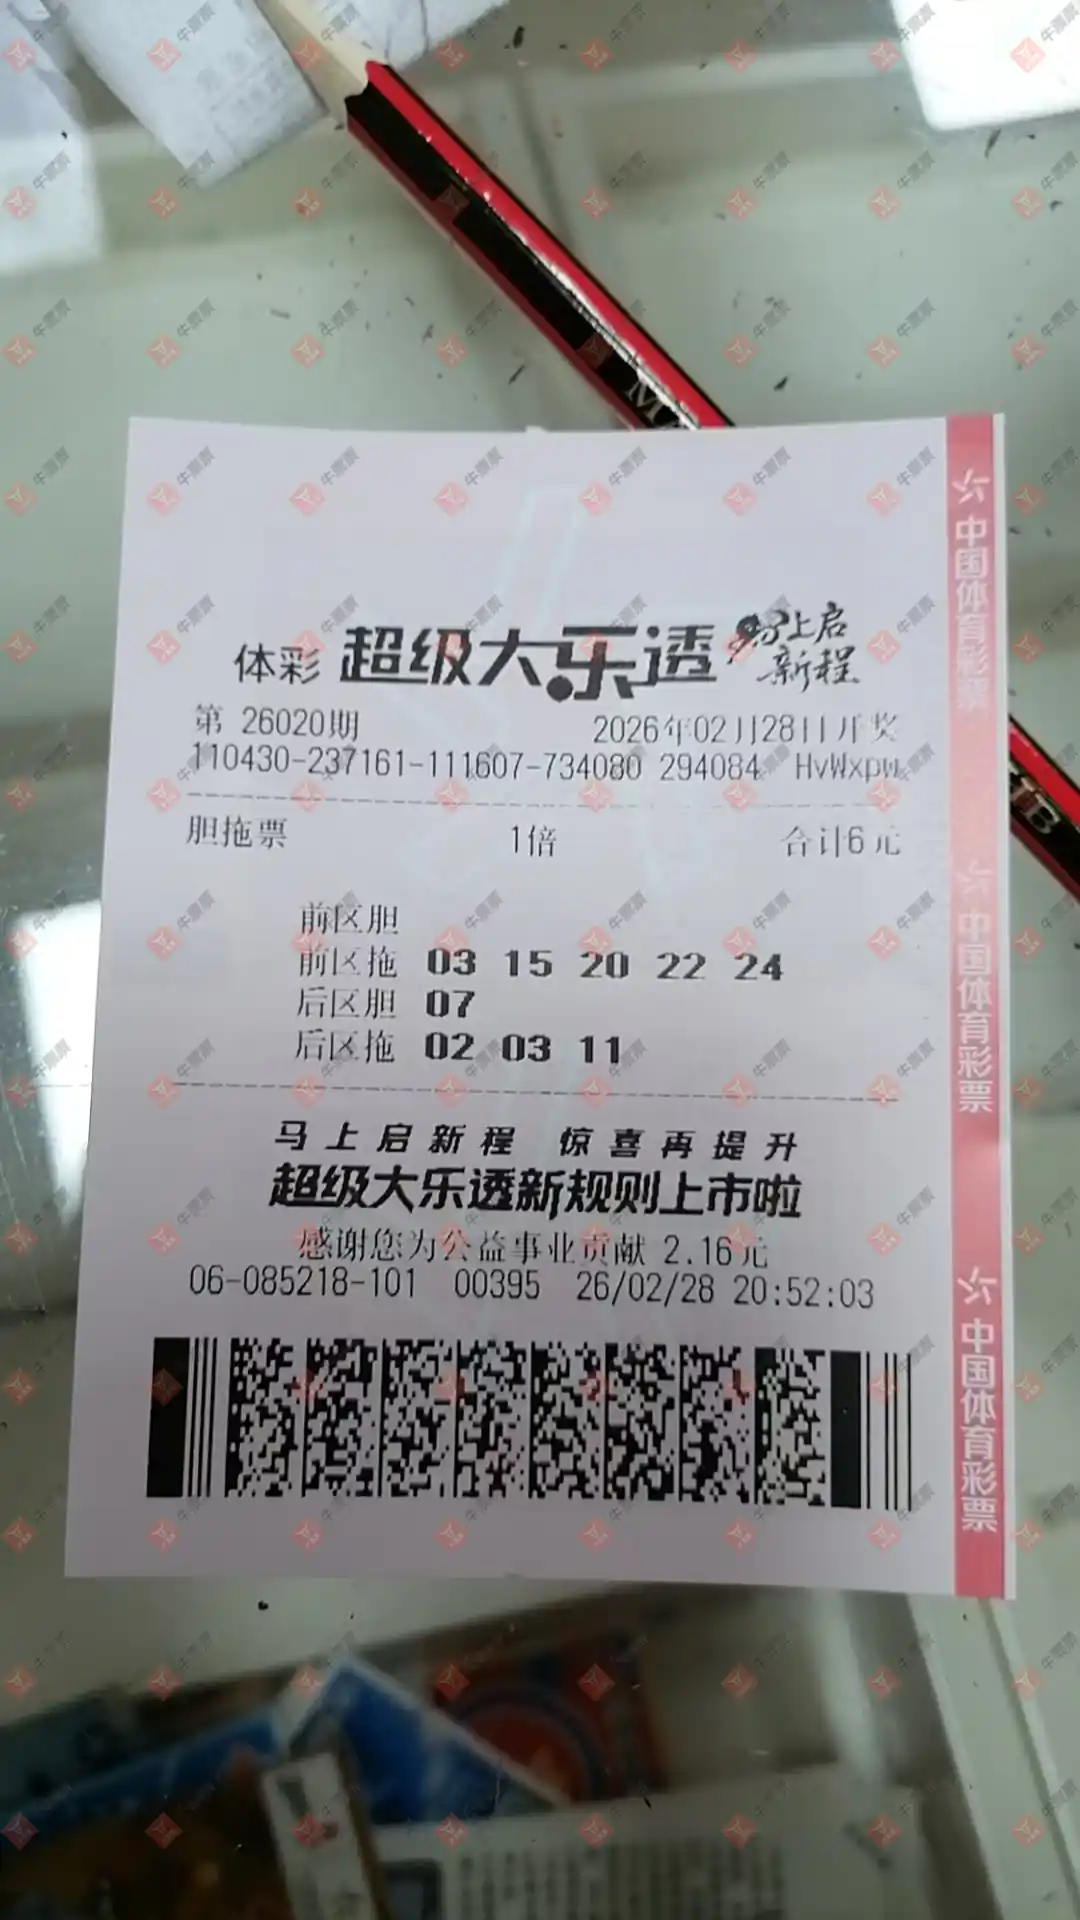 体彩 超级大乐透 马上启新程
第 26020期 2026年02月28日开奖
110430-237161-111607-734080 294084 HvWxpw
胆拖票 1倍 合计6元
前区胆
前区拖 03 15 20 22 24
后区胆 07
后区拖 02 03 11
马上启新程 惊喜再提升
超级大乐透新规则上市啦
感谢您为公益事业贡献 2.16元
06-085218-101 00395 26/02/28 20:52:03
中国体育彩票
中国体育彩票
中国体育彩票
HB
牛票票